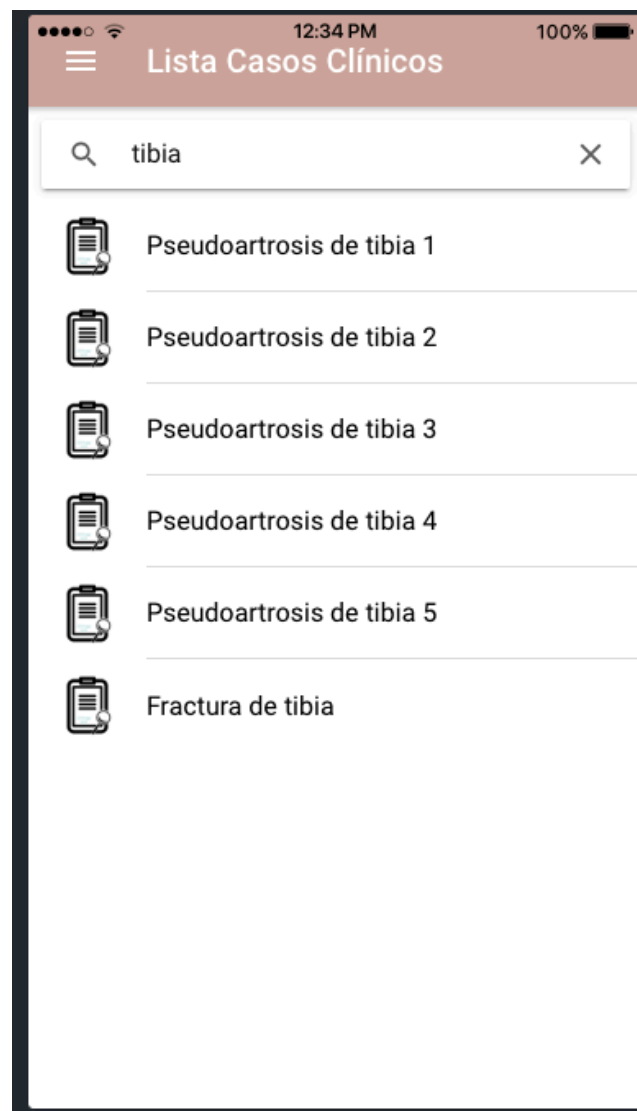 12:34 PM 100%
Lista Casos Clínicos
tibia
Pseudoartrosis de tibia 1
Pseudoartrosis de tibia 2
Pseudoartrosis de tibia 3
Pseudoartrosis de tibia 4
Pseudoartrosis de tibia 5
Fractura de tibia